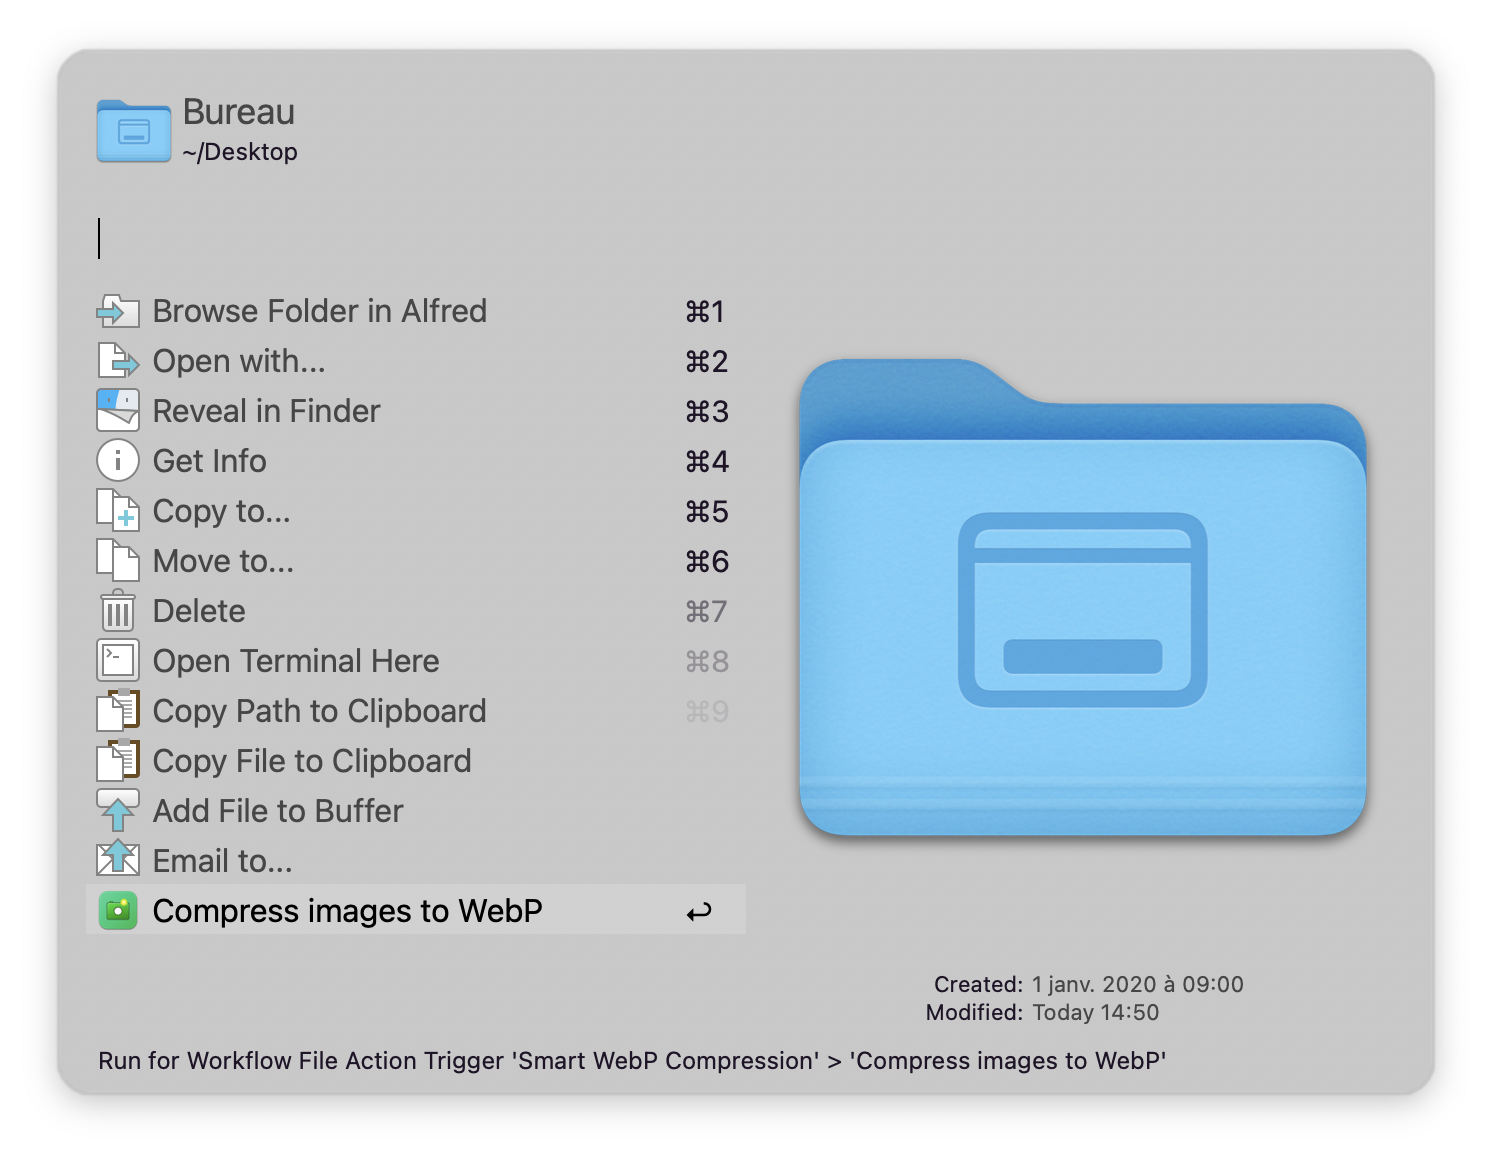 Bureau
~/Desktop
Browse Folder in Alfred ⌘1
Open with... ⌘2
Reveal in Finder ⌘3
Get Info ⌘4
Copy to... ⌘5
Move to... ⌘6
Delete ⌘7
Open Terminal Here ⌘8
Copy Path to Clipboard ⌘9
Copy File to Clipboard
Add File to Buffer
Email to...
Compress images to WebP ↩
Created: 1 janv. 2020 à 09:00
Modified: Today 14:50
Run for Workflow File Action Trigger 'Smart WebP Compression' > 'Compress images to WebP'